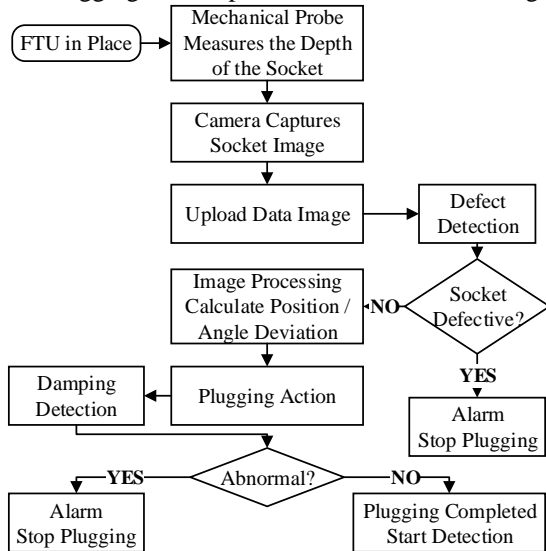 FTU in Place
Mechanical Probe
Measures the Depth
of the Socket
Camera Captures
Socket Image
Upload Data Image
Defect
Detection
Image Processing
Calculate Position /
Angle Deviation
NO
Socket
Defective?
YES
Damping
Detection
Plugging Action
Alarm
Stop Plugging
YES
Abnormal?
NO
Alarm
Stop Plugging
Plugging Completed
Start Detection